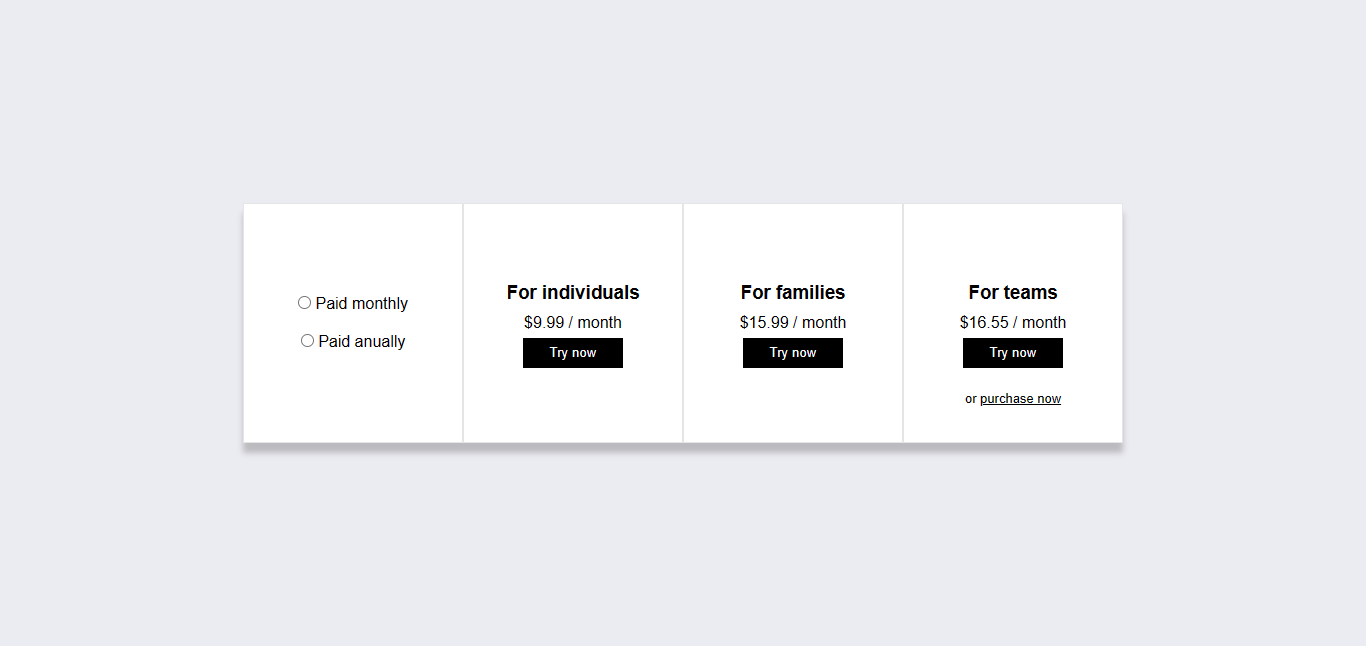 Paid monthly
Paid anually
For individuals
$9.99 / month
Try now
For families
$15.99 / month
Try now
For teams
$16.55 / month
Try now
or purchase now